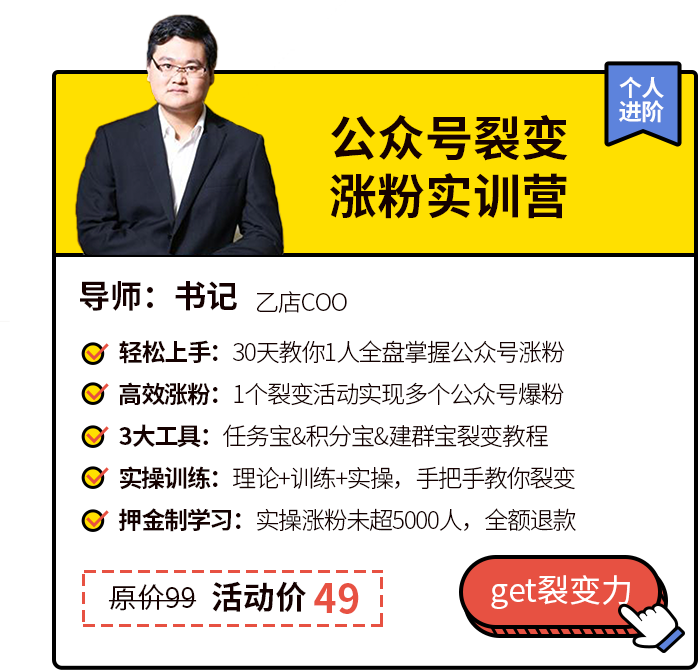 个人
进阶
公众号裂变
涨粉实训营
导师：书记 乙店COO
轻松上手：30天教你1人全盘掌握公众号涨粉
高效涨粉：1个裂变活动实现多个公众号爆粉
3大工具：任务宝&积分宝&建群宝裂变教程
实操训练：理论+训练+实操，手把手教你裂变
押金制学习：实操涨粉未超5000人，全额退款
原价99 活动价 49
get裂变力